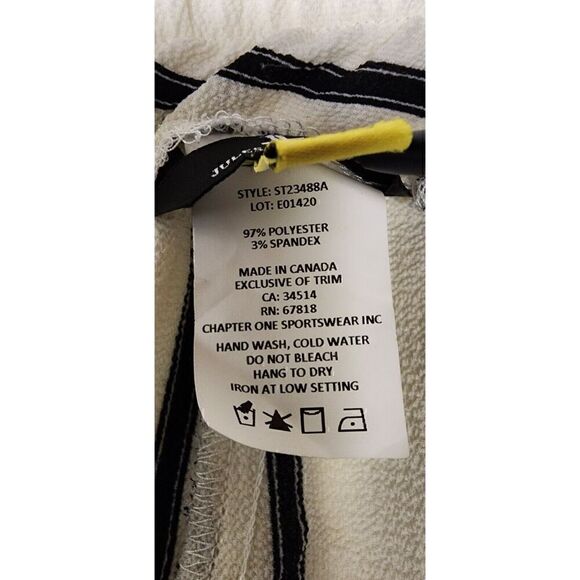 STYLE: ST23488A
LOT: E01420
97% POLYESTER
3% SPANDEX
MADE IN CANADA
EXCLUSIVE OF TRIM
CA: 34514
RN: 67818
CHAPTER ONE SPORTSWEAR INC
HAND WASH, COLD WATER
DO NOT BLEACH
HANG TO DRY
IRON AT LOW SETTING